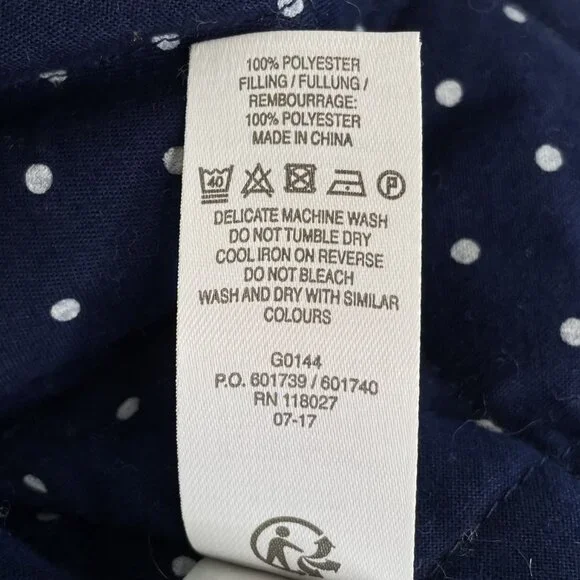 100% POLYESTER
FILLING / FULLUNG /
REMBOURRAGE:
100% POLYESTER
MADE IN CHINA
40 P
DELICATE MACHINE WASH
DO NOT TUMBLE DRY
COOL IRON ON REVERSE
DO NOT BLEACH
WASH AND DRY WITH SIMILAR
COLOURS
G0144
P.O. 601739 / 601740
RN 118027
07-17